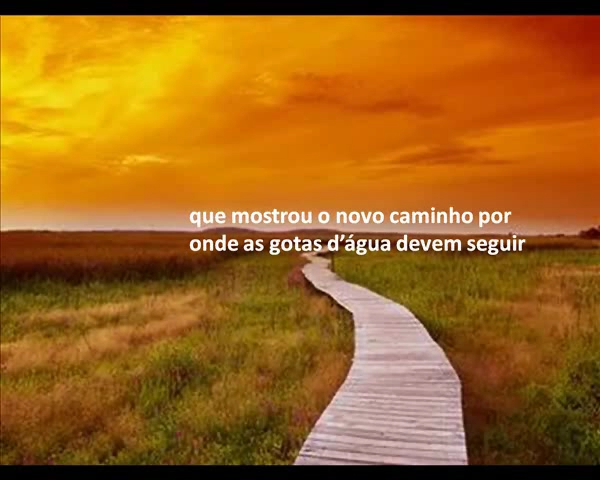 que mostrou o novo caminho por
onde as gotas d’água devem seguir